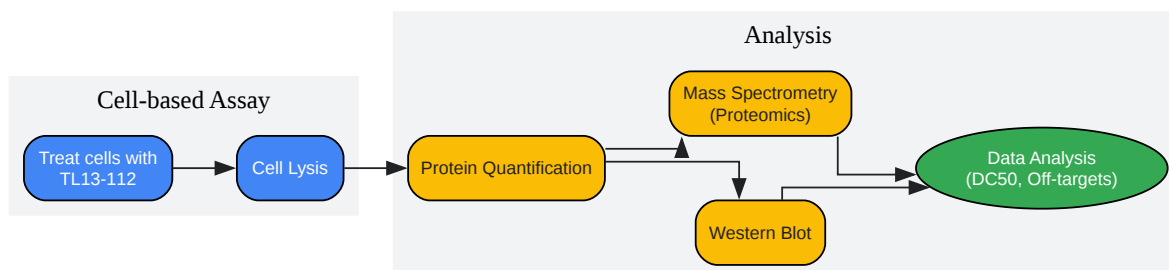 Cell-based Assay
Treat cells with
TL13-112
Cell Lysis
Analysis
Protein Quantification
Mass Spectrometry
(Proteomics)
Western Blot
Data Analysis
(DC50, Off-targets)